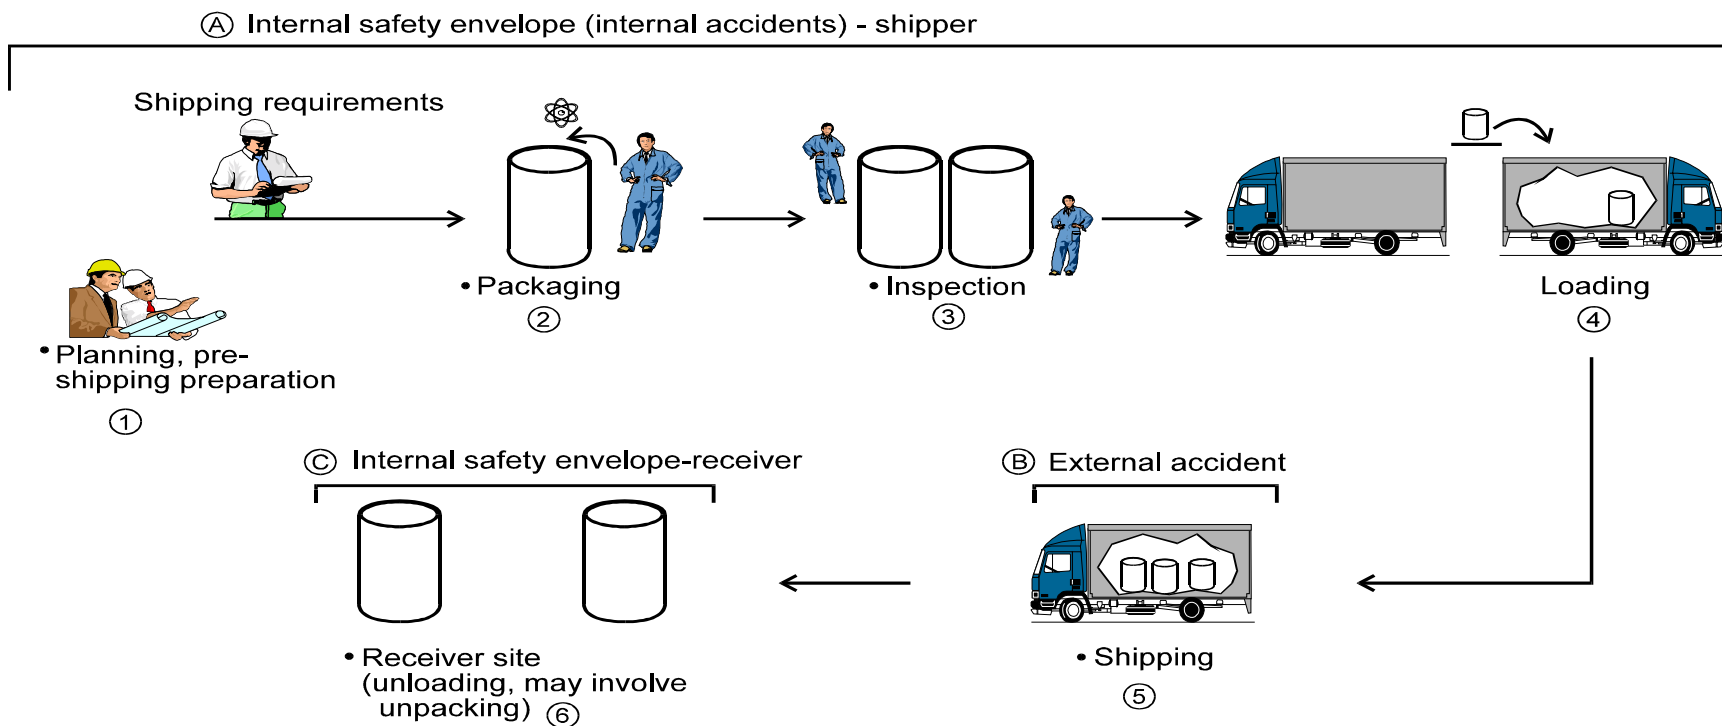 Ⓐ Internal safety envelope (internal accidents) - shipper
Shipping requirements
• Packaging
②
• Inspection
③
Loading
④
• Planning, pre-
shipping preparation
①
Ⓒ Internal safety envelope-receiver
Ⓑ External accident
• Receiver site
(unloading, may involve
unpacking) ⑥
• Shipping
⑤